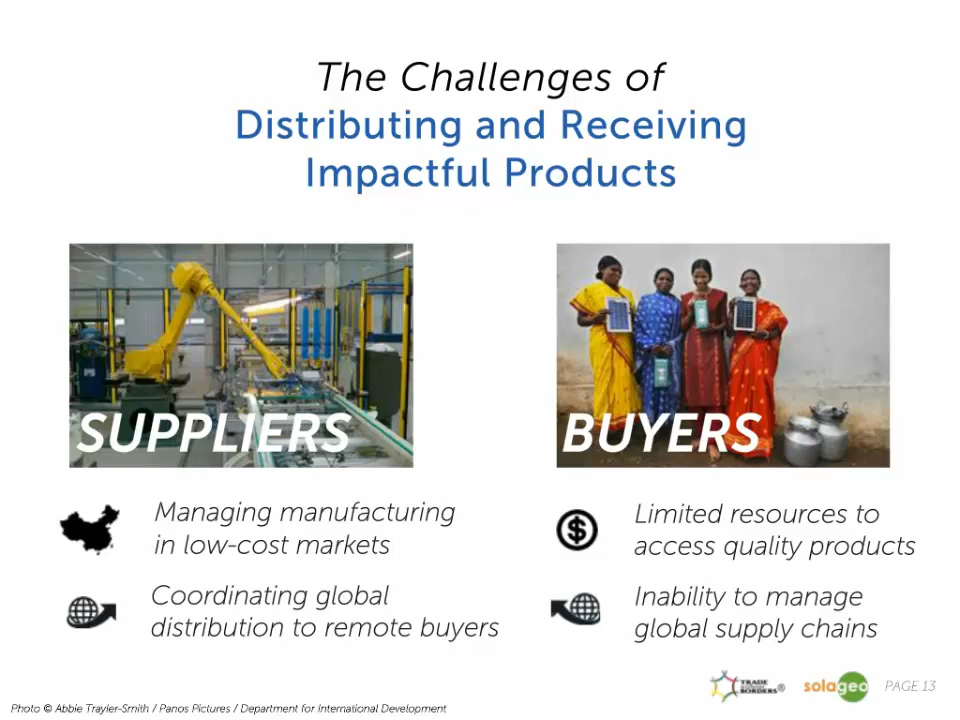 The Challenges of
Distributing and Receiving
Impactful Products
SUPPLIERS
BUYERS
Managing manufacturing
in low-cost markets
Coordinating global
distribution to remote buyers
Limited resources to
access quality products
Inability to manage
global supply chains
TRADE
BORDERS®
solageo
PAGE 13
Photo © Abbie Trayler-Smith / Panos Pictures / Department for International Development